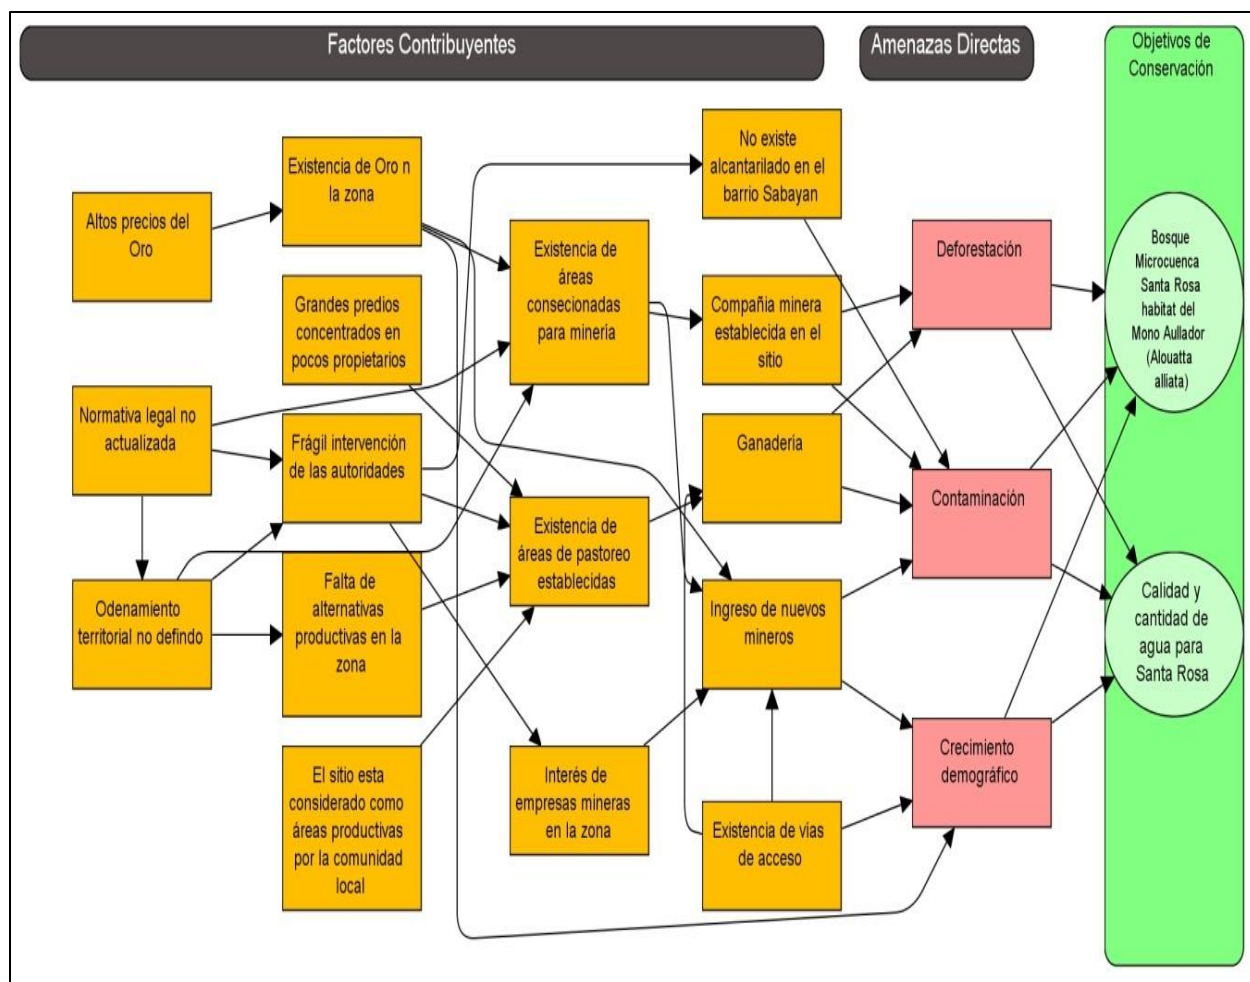 Factores Contribuyentes
Amenazas Directas
Objetivos de
Conservación
Altos precios del
Oro
Normativa legal no
actualizada
Odenamiento
territorial no defindo
Existencia de Oro n
la zona
Grandes predios
concentrados en
pocos propietarios
Frágil intervención
de las autoridades
Falta de
alternativas
productivas en la
zona
El sitio esta
considerado como
áreas productivas
por la comunidad
local
Existencia de
áreas
consecionadas
para minería
Existencia de
áreas de pastoreo
establecidas
Interés de
empresas mineras
en la zona
No existe
alcantarilado en el
barrio Sabayan
Compañia minera
establecida en el
sitio
Ganadería
Ingreso de nuevos
mineros
Existencia de vías
de acceso
Deforestación
Contaminación
Crecimiento
demográfico
Bosque
Microcuenca
Santa Rosa
habitat del
Mono Aullador
(Alouatta
alliata)
Calidad y
cantidad de
agua para
Santa Rosa